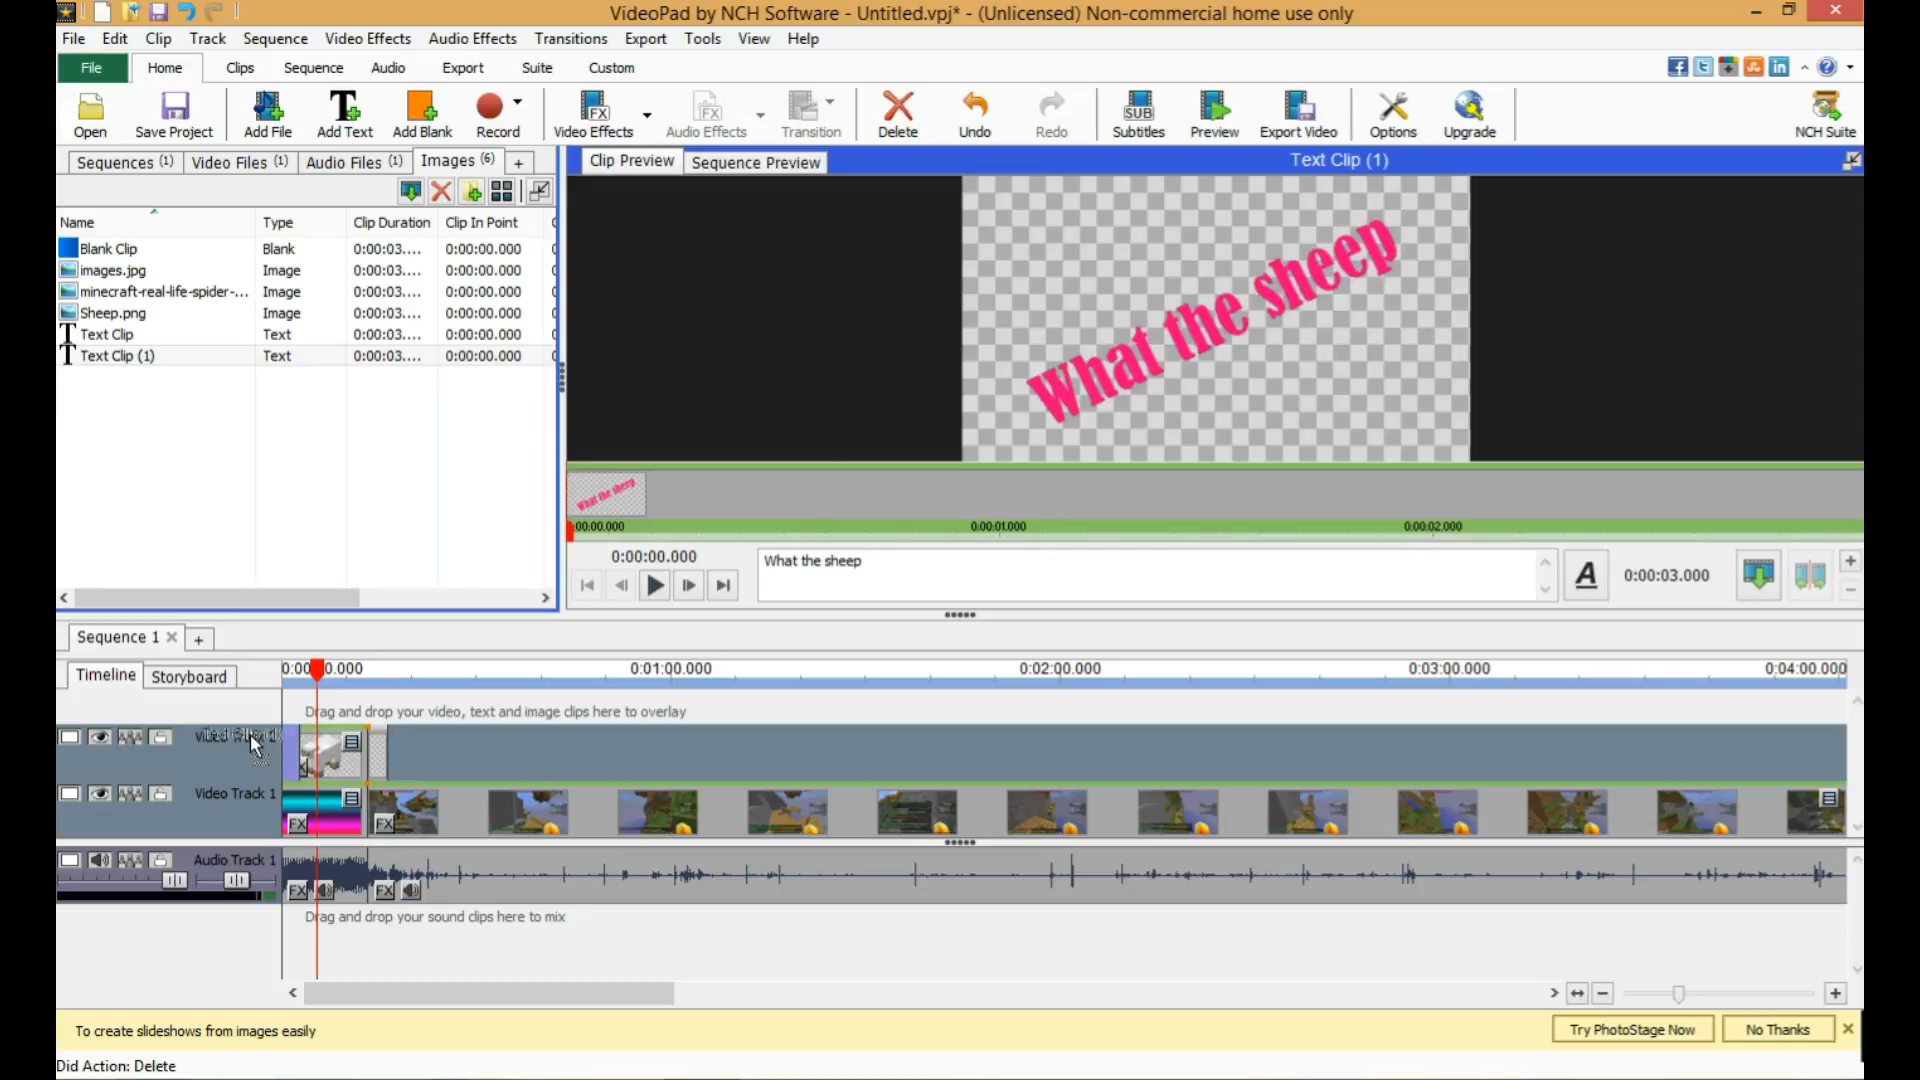 VideoPad by NCH Software - Untitled.vpj* - (Unlicensed) Non-commercial home use only
File Edit Clip Track Sequence Video Effects Audio Effects Transitions Export Tools View Help
File Home Clips Sequence Audio Export Suite Custom
Open Save Project Add File Add Text Add Blank Record Video Effects Audio Effects Transition Delete Undo Redo Subtitles Preview Export Video Options Upgrade NCH Suite
Sequences (1) Video Files (1) Audio Files (1) Images (6) +
Clip Preview Sequence Preview Text Clip (1)
Name Type Clip Duration Clip In Point
Blank Clip Blank 0:00:03.... 0:00:00.000
images.jpg Image 0:00:03.... 0:00:00.000
minecraft-real-life-spider-... Image 0:00:03.... 0:00:00.000
Sheep.png Image 0:00:03.... 0:00:00.000
Text Clip Text 0:00:03.... 0:00:00.000
Text Clip (1) Text 0:00:03.... 0:00:00.000
What the sheep
What the sheep
0:00:01.000 0:00:02.000
0:00:00.000
What the sheep
A 0:00:03.000
Sequence 1 +
Timeline Storyboard
0:01:00.000 0:02:00.000 0:03:00.000 0:04:00.000
Drag and drop your video, text and image clips here to overlay
Video Track 1
FX FX
Audio Track 1
FX FX
Drag and drop your sound clips here to mix
To create slideshows from images easily
Try PhotoStage Now No Thanks
Did Action: Delete